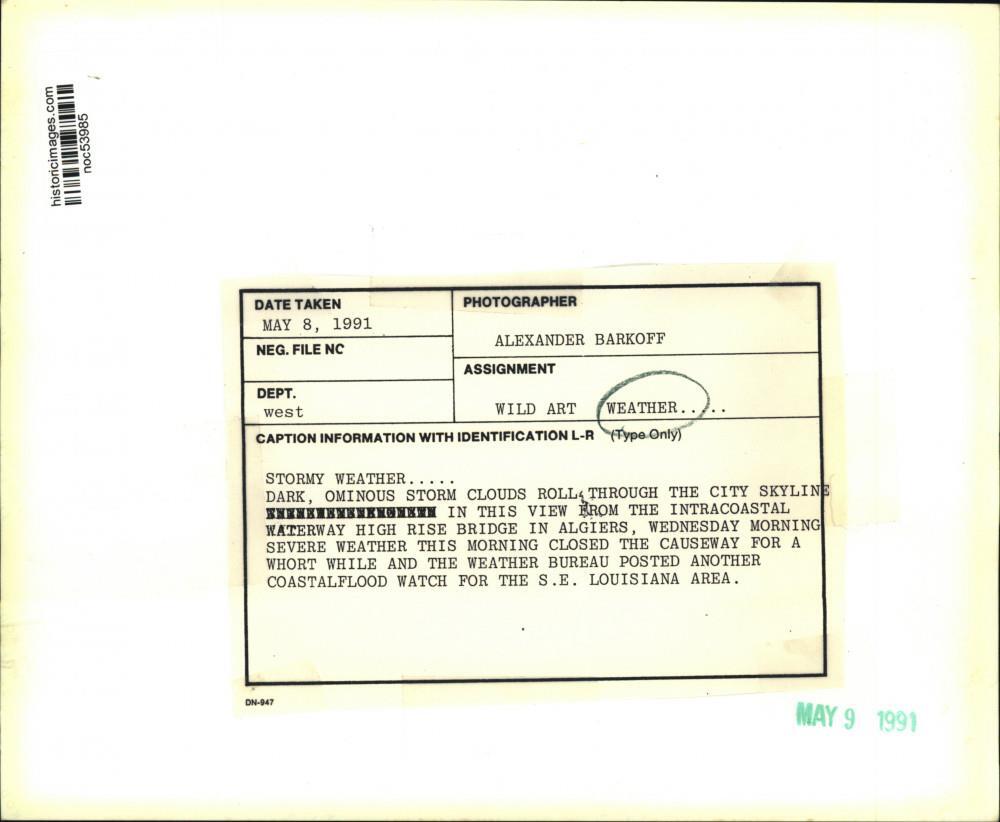 historicimages.com
noc53985
DATE TAKEN
MAY 8, 1991
PHOTOGRAPHER
ALEXANDER BARKOFF
NEG. FILE NO
ASSIGNMENT
WILD ART WEATHER.....
DEPT.
west
CAPTION INFORMATION WITH IDENTIFICATION L-R (Type Only)
STORMY WEATHER.....
DARK, OMINOUS STORM CLOUDS ROLL THROUGH THE CITY SKYLINE
IN THIS VIEW FROM THE INTRACOASTAL
WATERWAY HIGH RISE BRIDGE IN ALGIERS, WEDNESDAY MORNING
SEVERE WEATHER THIS MORNING CLOSED THE CAUSEWAY FOR A
WHORT WHILE AND THE WEATHER BUREAU POSTED ANOTHER
COASTALFLOOD WATCH FOR THE S.E. LOUISIANA AREA.
DN-947
MAY 9 1991